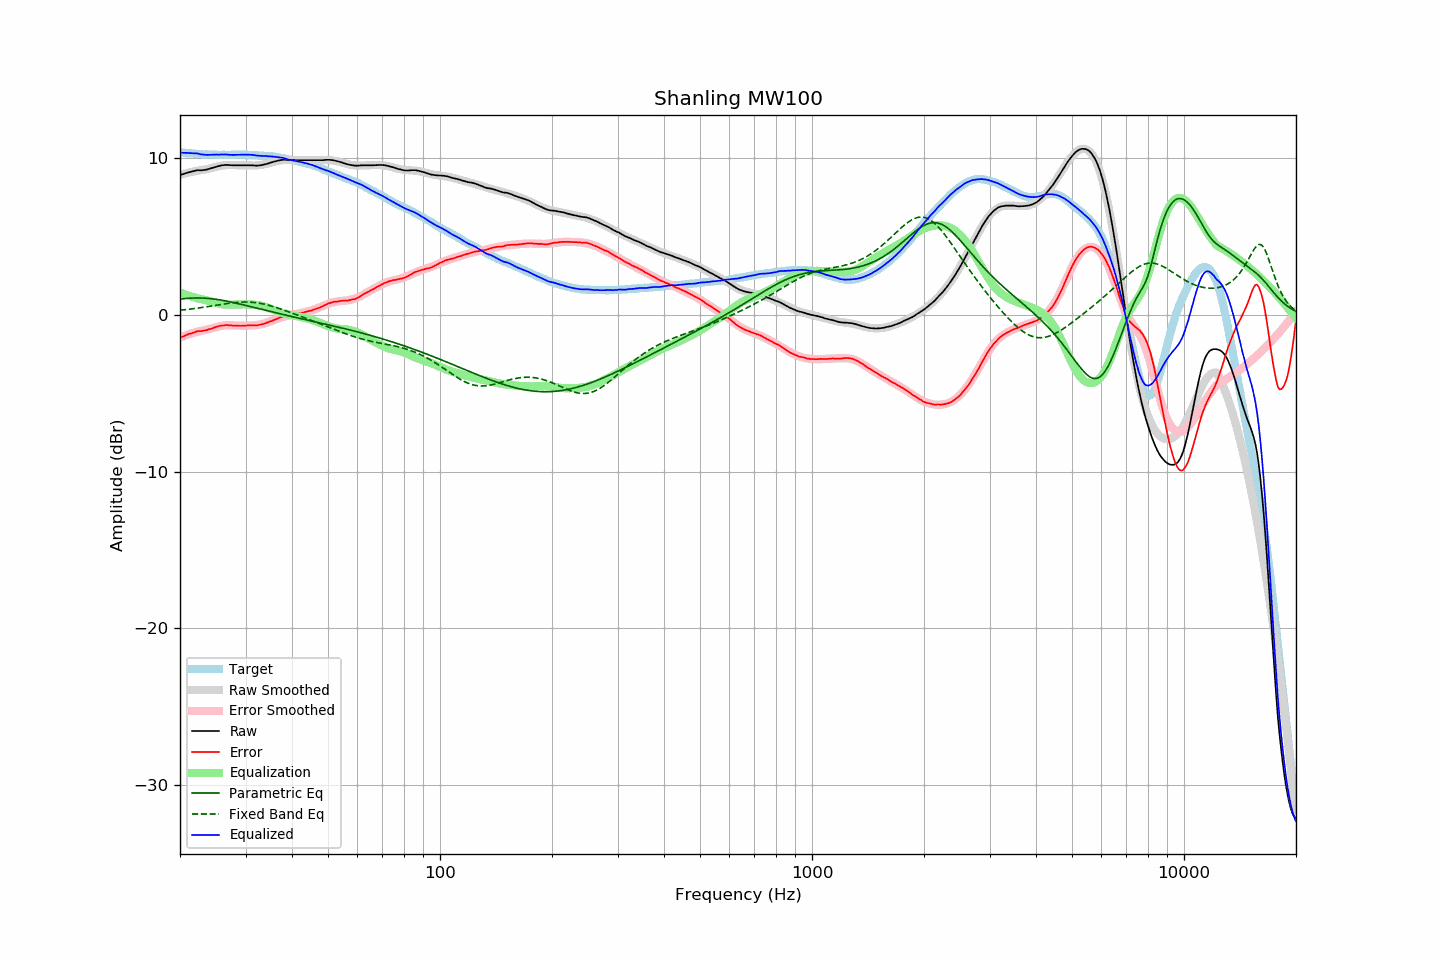 Shanling MW100
Amplitude (dBr)
10
0
−10
−20
−30
Target
Raw Smoothed
Error Smoothed
Raw
Error
Equalization
Parametric Eq
Fixed Band Eq
Equalized
100 1000 10000
Frequency (Hz)